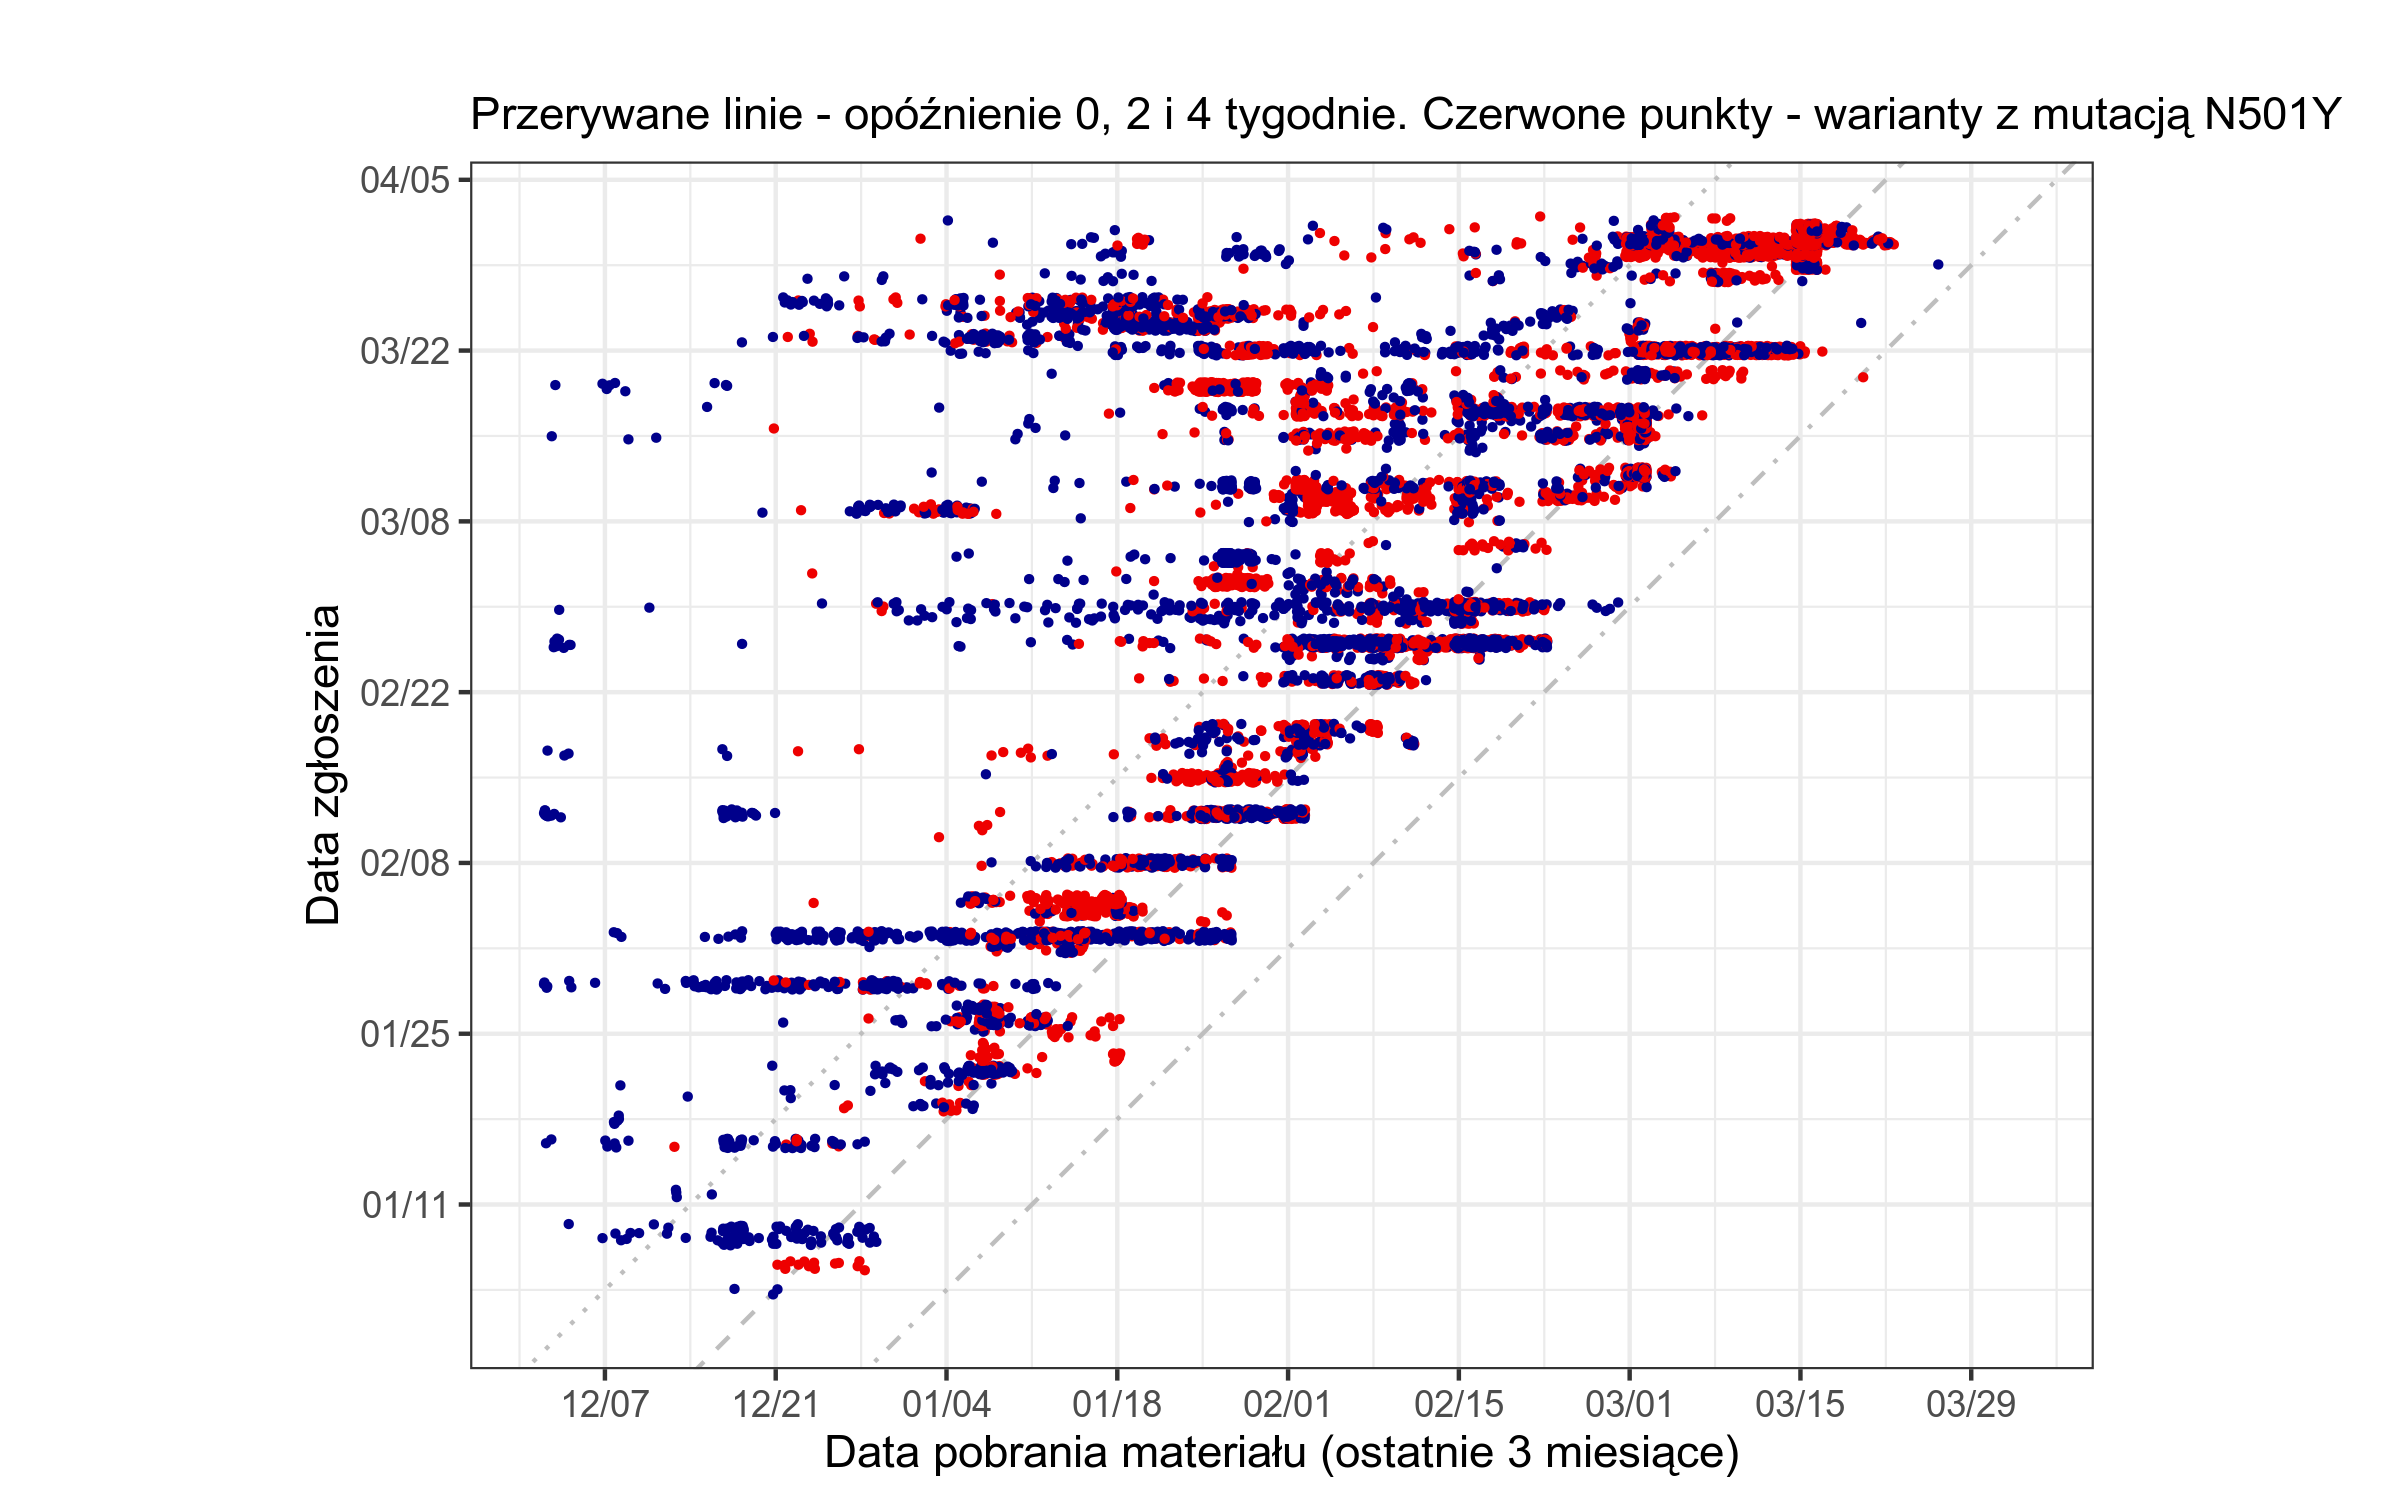 Przerywane linie - opóźnienie 0, 2 i 4 tygodnie. Czerwone punkty - warianty z mutacją N501Y
Data zgłoszenia
04/05
03/22
03/08
02/22
02/08
01/25
01/11
12/07 12/21 01/04 01/18 02/01 02/15 03/01 03/15 03/29
Data pobrania materiału (ostatnie 3 miesiące)